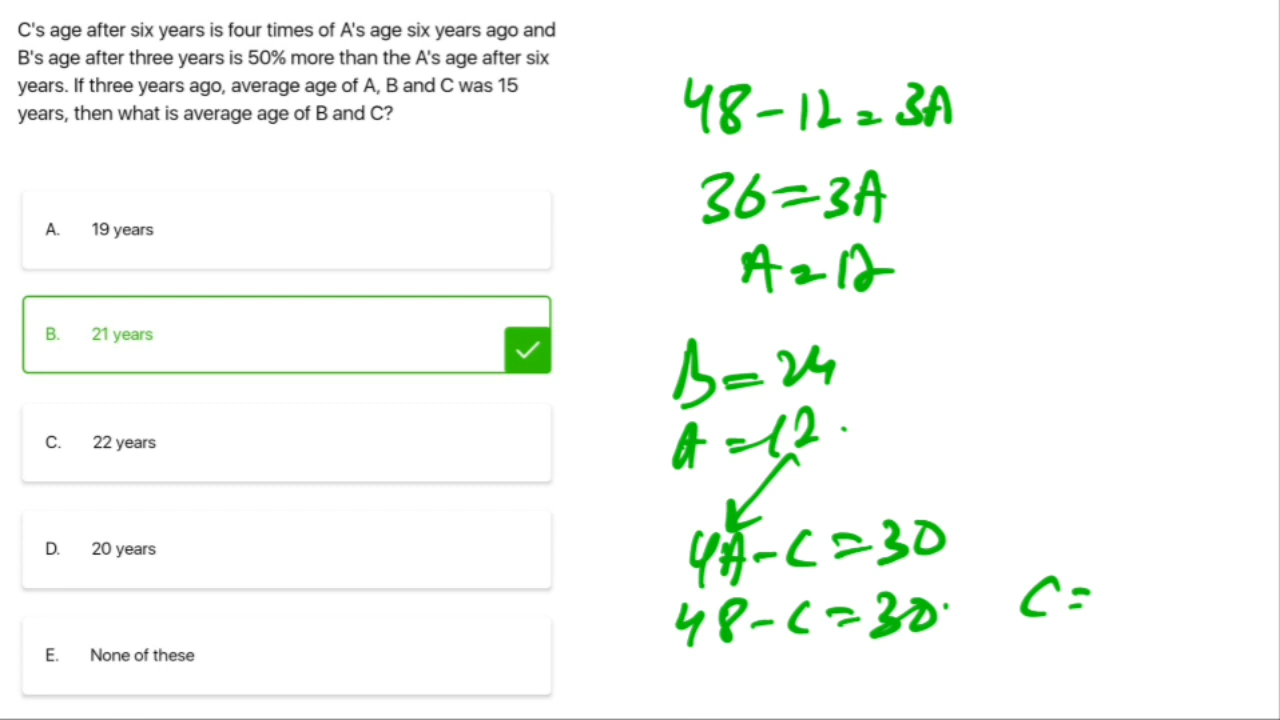 C's age after six years is four times of A's age six years ago and
B's age after three years is 50% more than the A's age after six
years. If three years ago, average age of A, B and C was 15
years, then what is average age of B and C?
A. 19 years
B. 21 years
C. 22 years
D. 20 years
E. None of these
48-12=3A
36=3A
A=12
B=24
A=12
4A-C=30
48-C=30
C=